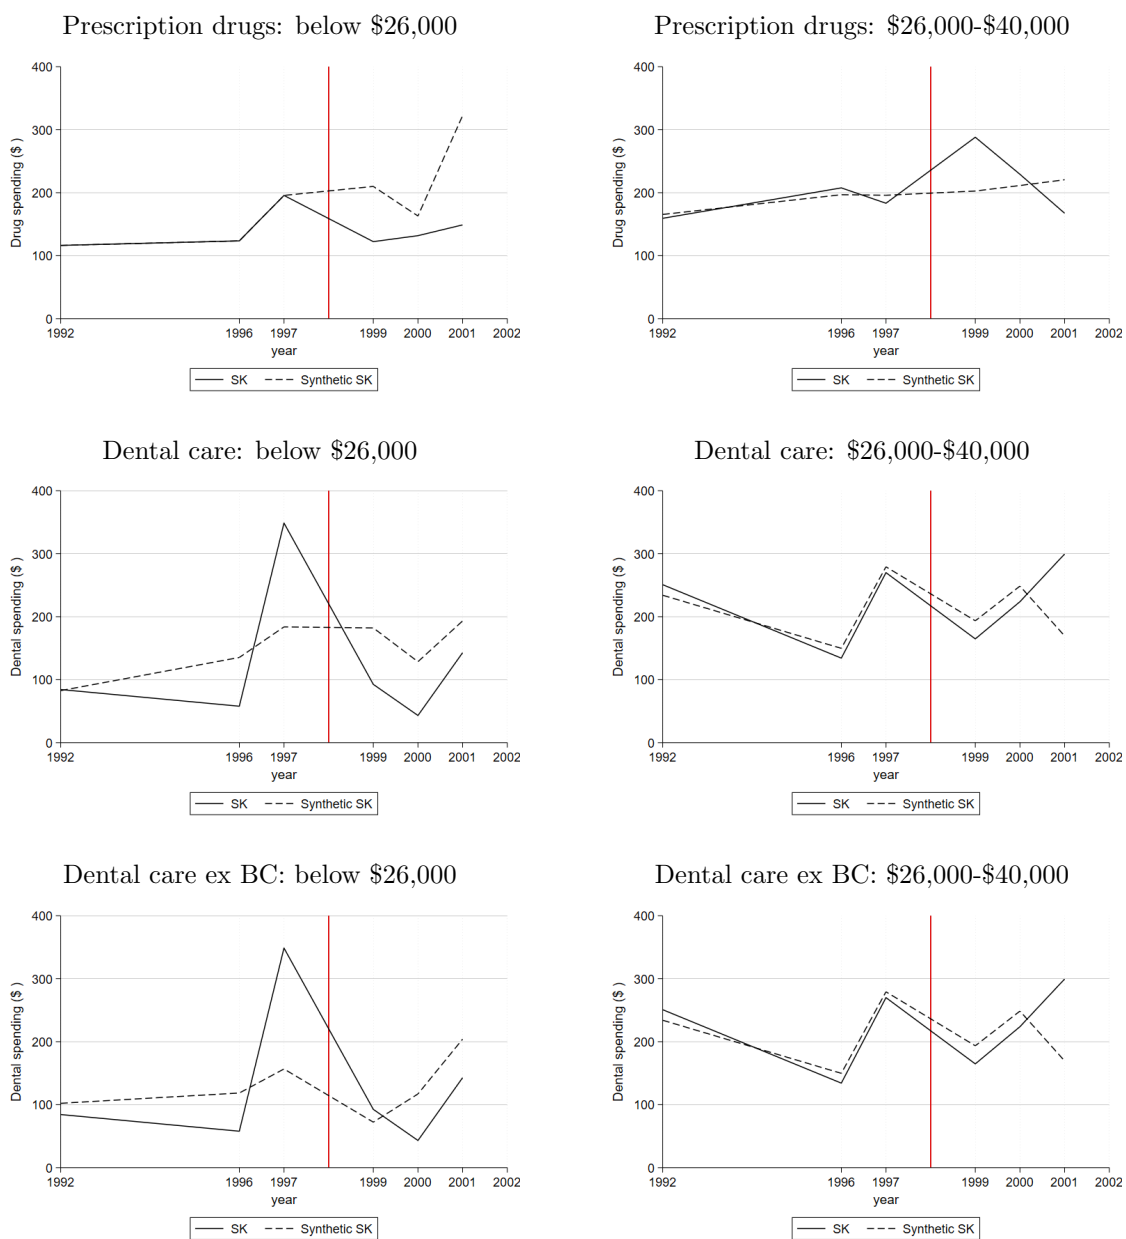 Prescription drugs: below $26,000
Prescription drugs: $26,000-$40,000
400
300
200
100
0
Drug spending ($ )
1992 1996 1997 1999 2000 2001 2002
year
SK Synthetic SK
400
300
200
100
0
Drug spending ($ )
1992 1996 1997 1999 2000 2001 2002
year
SK Synthetic SK
Dental care: below $26,000
Dental care: $26,000-$40,000
400
300
200
100
0
Dental spending ($ )
1992 1996 1997 1999 2000 2001 2002
year
SK Synthetic SK
400
300
200
100
0
Dental spending ($ )
1992 1996 1997 1999 2000 2001 2002
year
SK Synthetic SK
Dental care ex BC: below $26,000
Dental care ex BC: $26,000-$40,000
400
300
200
100
0
Dental spending ($ )
1992 1996 1997 1999 2000 2001 2002
year
SK Synthetic SK
400
300
200
100
0
Dental spending ($ )
1992 1996 1997 1999 2000 2001 2002
year
SK Synthetic SK